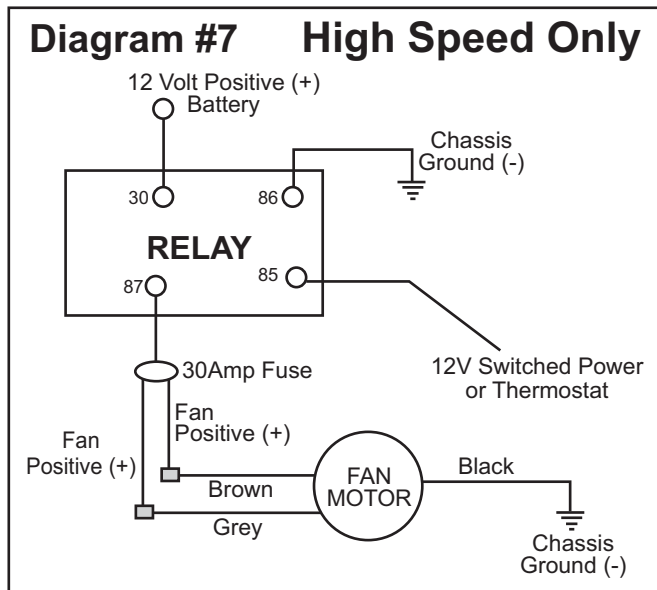 Diagram #7 High Speed Only
12 Volt Positive (+)
Battery
Chassis
Ground (-)
30
86
RELAY
87
85
12V Switched Power
or Thermostat
30Amp Fuse
Fan
Positive (+)
Fan
Positive (+)
Brown
Grey
FAN
MOTOR
Black
Chassis
Ground (-)